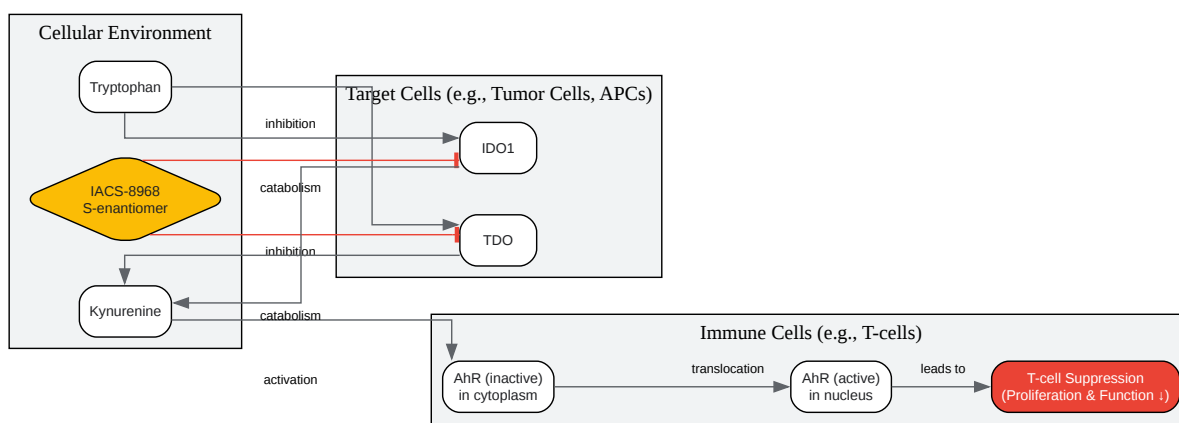 Cellular Environment
Tryptophan
Target Cells (e.g., Tumor Cells, APCs)
inhibition
IDO1
catabolism
IACS-8968
S-enantiomer
TDO
inhibition
Kynurenine
catabolism
Immune Cells (e.g., T-cells)
activation
AhR (inactive)
in cytoplasm
translocation
AhR (active)
in nucleus
leads to
T-cell Suppression
(Proliferation & Function ↓)